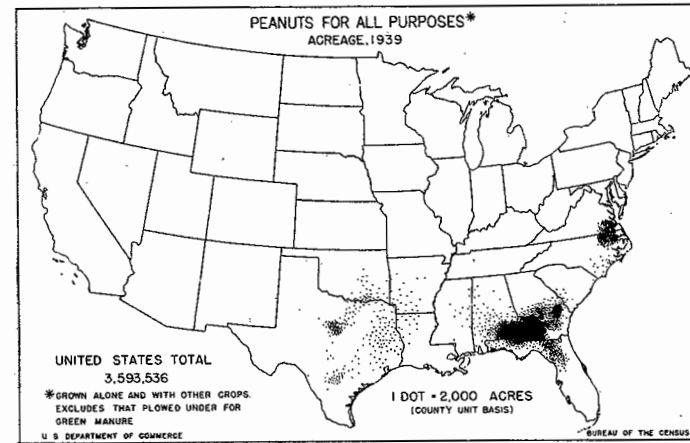 PEANUTS FOR ALL PURPOSES*
ACREAGE, 1939
UNITED STATES TOTAL
3,593,536
*GROWN ALONE AND WITH OTHER CROPS.
EXCLUDES THAT PLOWED UNDER FOR
GREEN MANURE
U S DEPARTMENT OF COMMERCE
1 DOT = 2,000 ACRES
(COUNTY UNIT BASIS)
BUREAU OF THE CENSUS